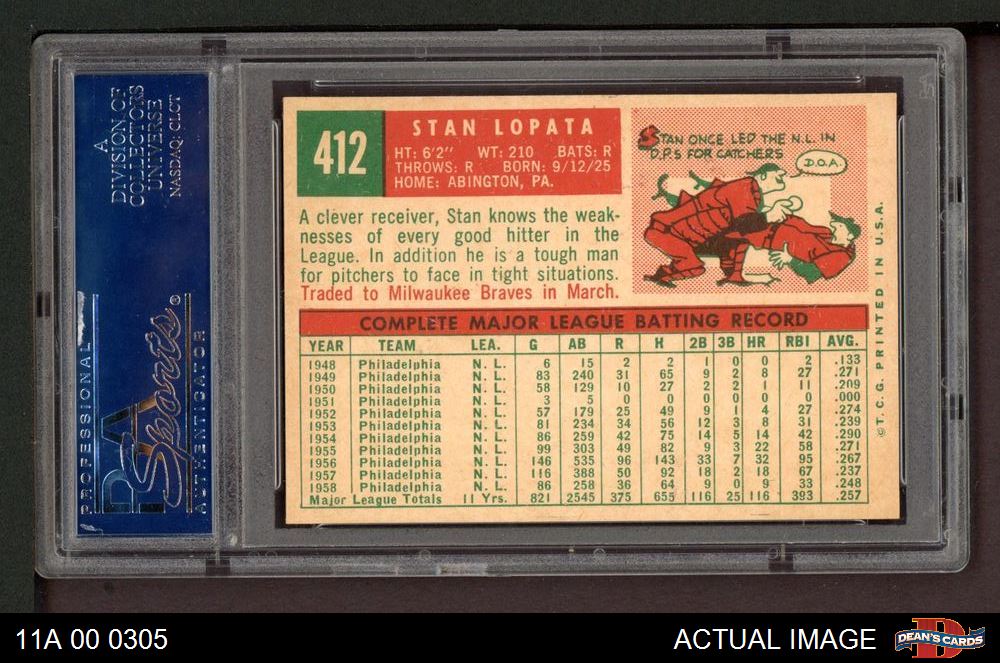 A
DIVISION OF
COLLECTORS
UNIVERSE
NASDAQ: CLCT
PROFESSIONAL
PSA
Sports
®
AUTHENTICATOR
412
STAN LOPATA
HT: 6'2" WT: 210 BATS: R
THROWS: R BORN: 9/12/25
HOME: ABINGTON, PA.
STAN ONCE LED THE N.L. IN
D.P.S FOR CATCHERS
D.O.A.
A clever receiver, Stan knows the weak-
nesses of every good hitter in the
League. In addition he is a tough man
for pitchers to face in tight situations.
Traded to Milwaukee Braves in March.
COMPLETE MAJOR LEAGUE BATTING RECORD
YEAR TEAM LEA. G AB R H 2B 3B HR RBI AVG.
1948 Philadelphia N. L. 6 15 2 2 1 0 0 2 .133
1949 Philadelphia N. L. 83 240 31 65 9 2 8 27 .271
1950 Philadelphia N. L. 58 129 10 27 2 2 1 11 .209
1951 Philadelphia N. L. 3 5 0 0 0 0 0 0 .000
1952 Philadelphia N. L. 57 179 25 49 9 1 4 27 .274
1953 Philadelphia N. L. 81 234 34 56 12 3 8 31 .239
1954 Philadelphia N. L. 86 259 42 75 14 5 14 42 .290
1955 Philadelphia N. L. 99 303 49 82 9 3 22 58 .271
1956 Philadelphia N. L. 146 535 96 143 33 7 32 95 .267
1957 Philadelphia N. L. 116 388 50 92 18 2 18 67 .237
1958 Philadelphia N. L. 86 258 36 64 9 0 9 33 .248
Major League Totals 11 Yrs. 821 2545 375 655 116 25 116 393 .257
© T. C. G. PRINTED IN U.S.A.
11A 00 0305
ACTUAL IMAGE
D
DEAN'S CARDS